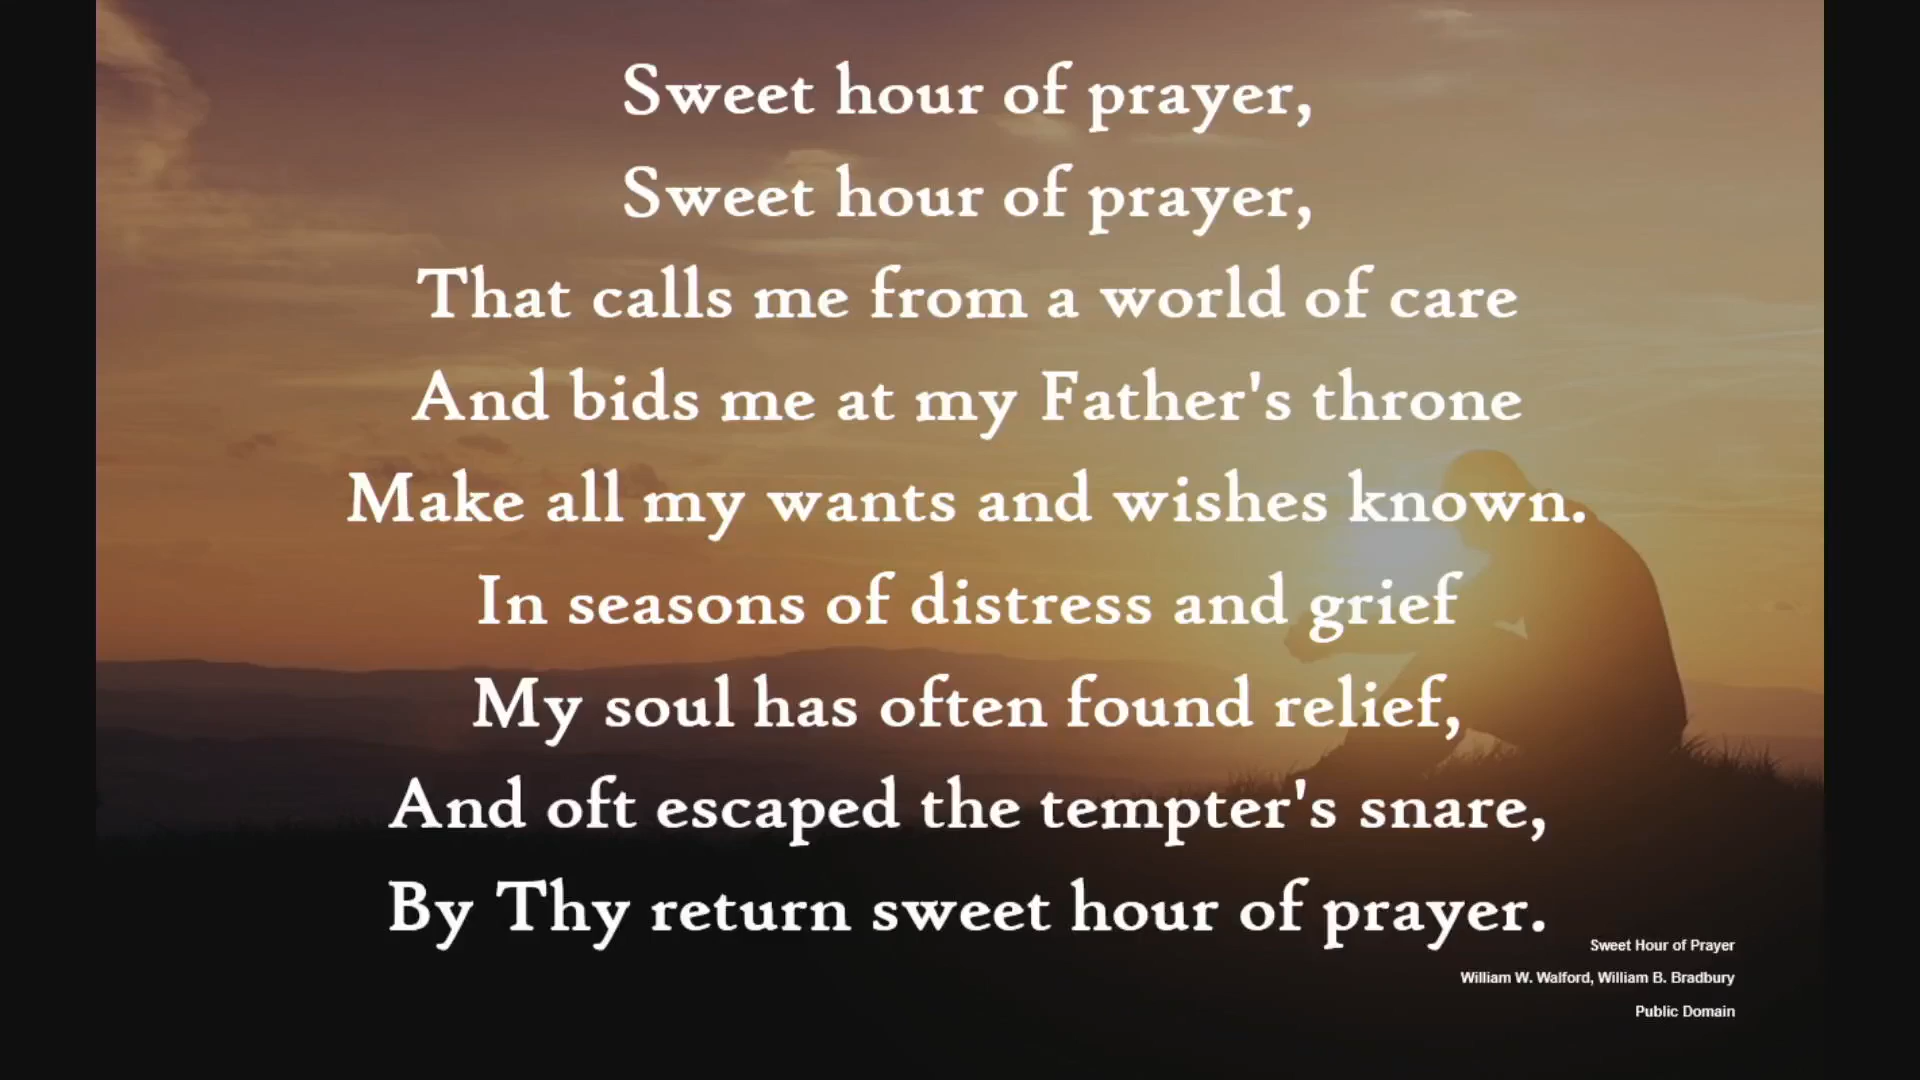 Sweet hour of prayer,
Sweet hour of prayer,
That calls me from a world of care
And bids me at my Father's throne
Make all my wants and wishes known.
In seasons of distress and grief
My soul has often found relief,
And oft escaped the tempter's snare,
By Thy return sweet hour of prayer.
Sweet Hour of Prayer
William W. Walford, William B. Bradbury
Public Domain